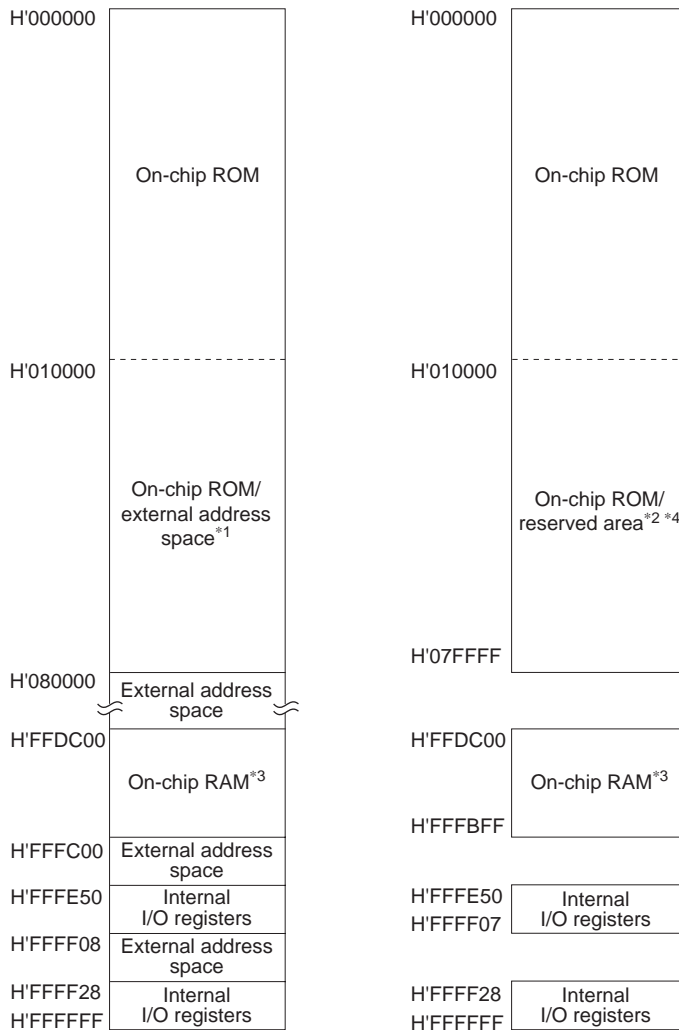 H'000000
On-chip ROM
H'010000
On-chip ROM/
external address
space*1
H'080000
External address
space
H'FFDC00
On-chip RAM*3
H'FFFC00
External address
space
H'FFFE50
Internal
I/O registers
H'FFFF08
External address
space
H'FFFF28
Internal
I/O registers
H'FFFFFF
H'000000
On-chip ROM
H'010000
On-chip ROM/
reserved area*2 *4
H'07FFFF
H'FFDC00
On-chip RAM*3
H'FFFBFF
H'FFFE50
Internal
I/O registers
H'FFFF07
H'FFFF28
Internal
I/O registers
H'FFFFFF